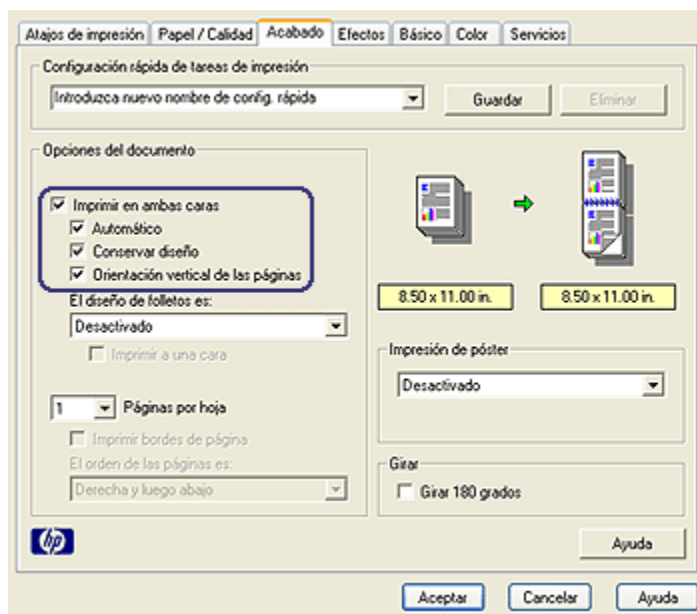 Atajos de impresión Papel / Calidad Acabado Efectos Básico Color Servicios
Configuración rápida de tareas de impresión
Introduzca nuevo nombre de config. rápida Guardar Eliminar
Opciones del documento
Imprimir en ambas caras
Automático
Conservar diseño
Orientación vertical de las páginas
El diseño de folletos es:
Desactivado
Imprimir a una cara
1 Páginas por hoja
Imprimir bordes de página
El orden de las páginas es:
Derecha y luego abajo
8.50 x 11.00 in. 8.50 x 11.00 in.
Impresión de póster
Desactivado
Girar
Girar 180 grados
hp
Ayuda
Aceptar Cancelar Ayuda